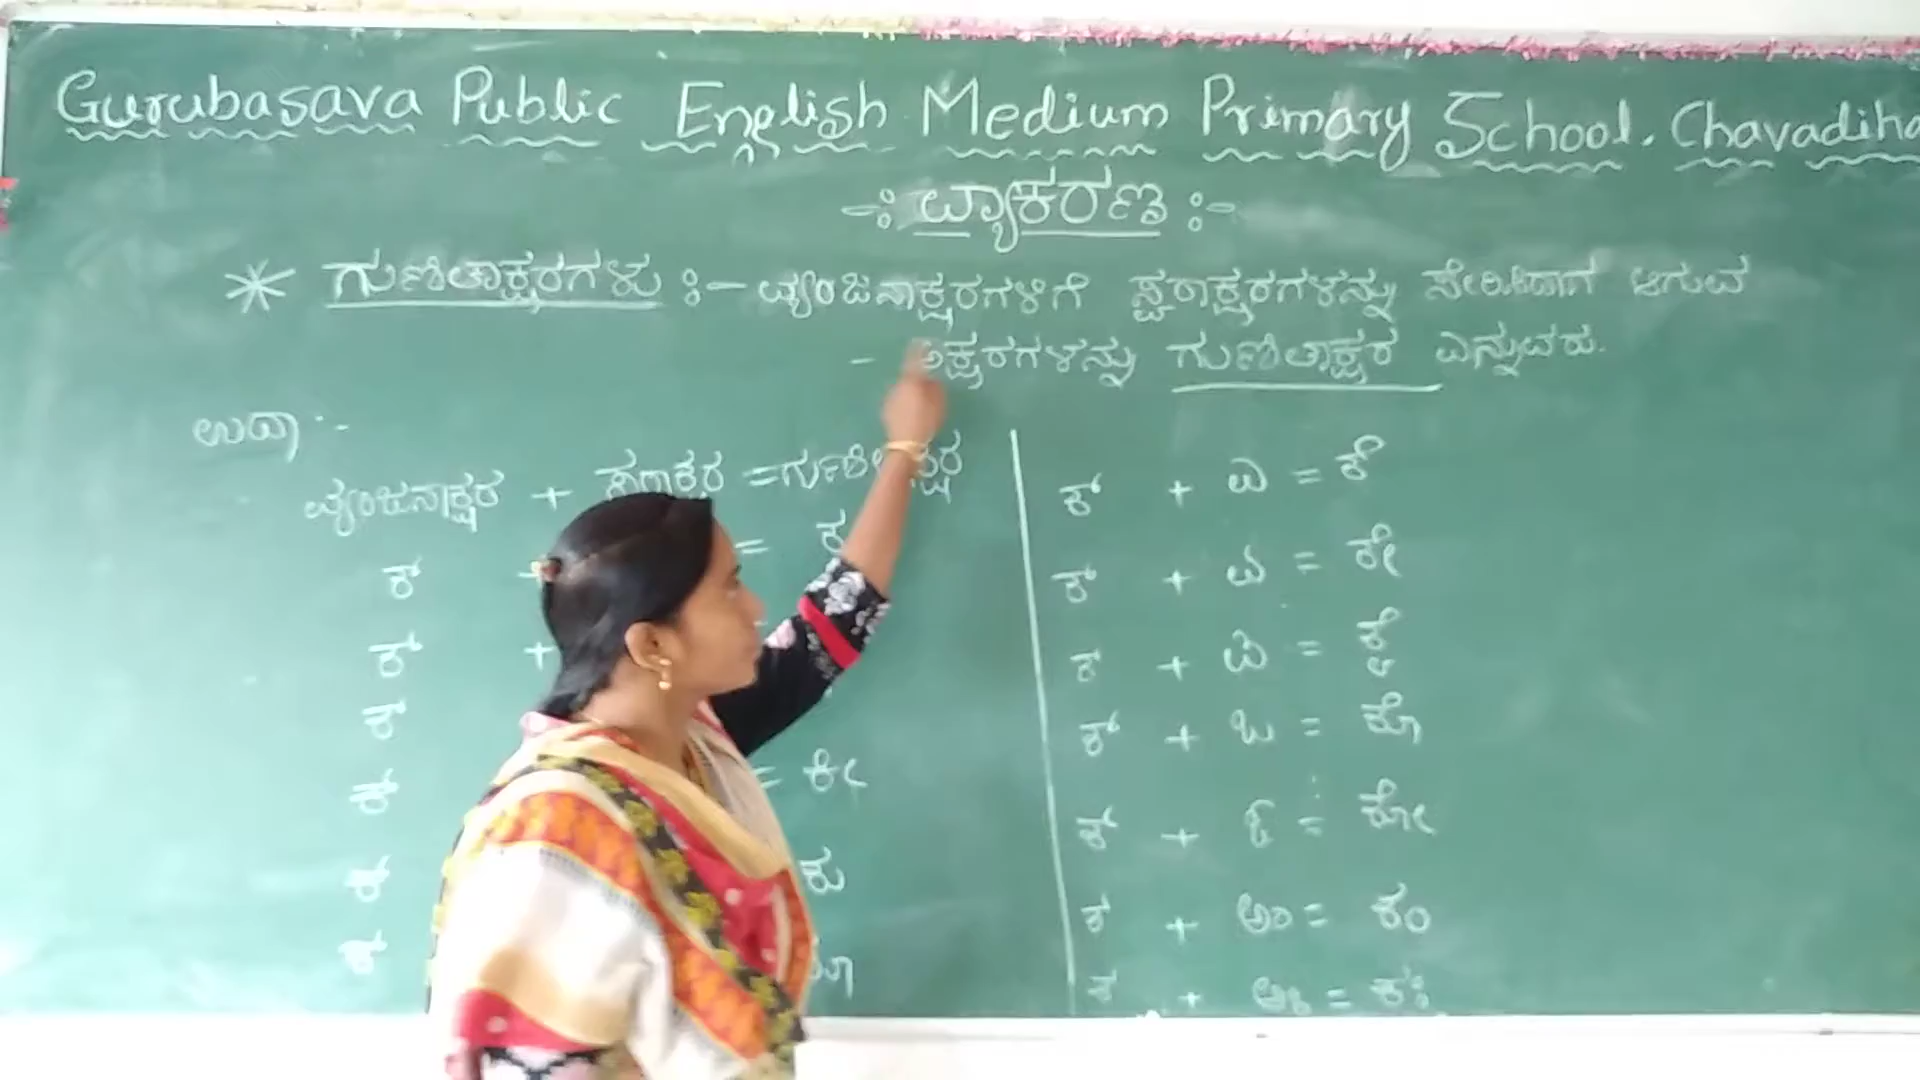 Gurubasava Public English Medium Primary School. Chavadiha
-: ವ್ಯಾಕರಣ :-
* ಗುಣಿತಾಕ್ಷರಗಳು :- ವ್ಯಂಜನಾಕ್ಷರಗಳಿಗೆ ಸ್ವರಾಕ್ಷರಗಳನ್ನು ಸೇರಿಸಿದಾಗ ಆಗುವ
- ಅಕ್ಷರಗಳನ್ನು ಗುಣಿತಾಕ್ಷರ ಎನ್ನುವರು.
ಉದಾ :-
ವ್ಯಂಜನಾಕ್ಷರ + ಸ್ವರಾಕ್ಷರ = ಗುಣಿತಾಕ್ಷರ
ಕ್ + = ಕ
ಕ್ +
ಕ್
ಕ್ = ಕೀ
ಕ್ ಕು
ಕ್
ಕ್ + ಎ = ಕೆ
ಕ್ + ಏ = ಕೇ
ಕ್ + ಐ = ಕೈ
ಕ್ + ಒ = ಕೊ
ಕ್ + ಓ = ಕೋ
ಕ್ + ಅಂ = ಕಂ
ಕ್ + ಅಃ = ಕಃ